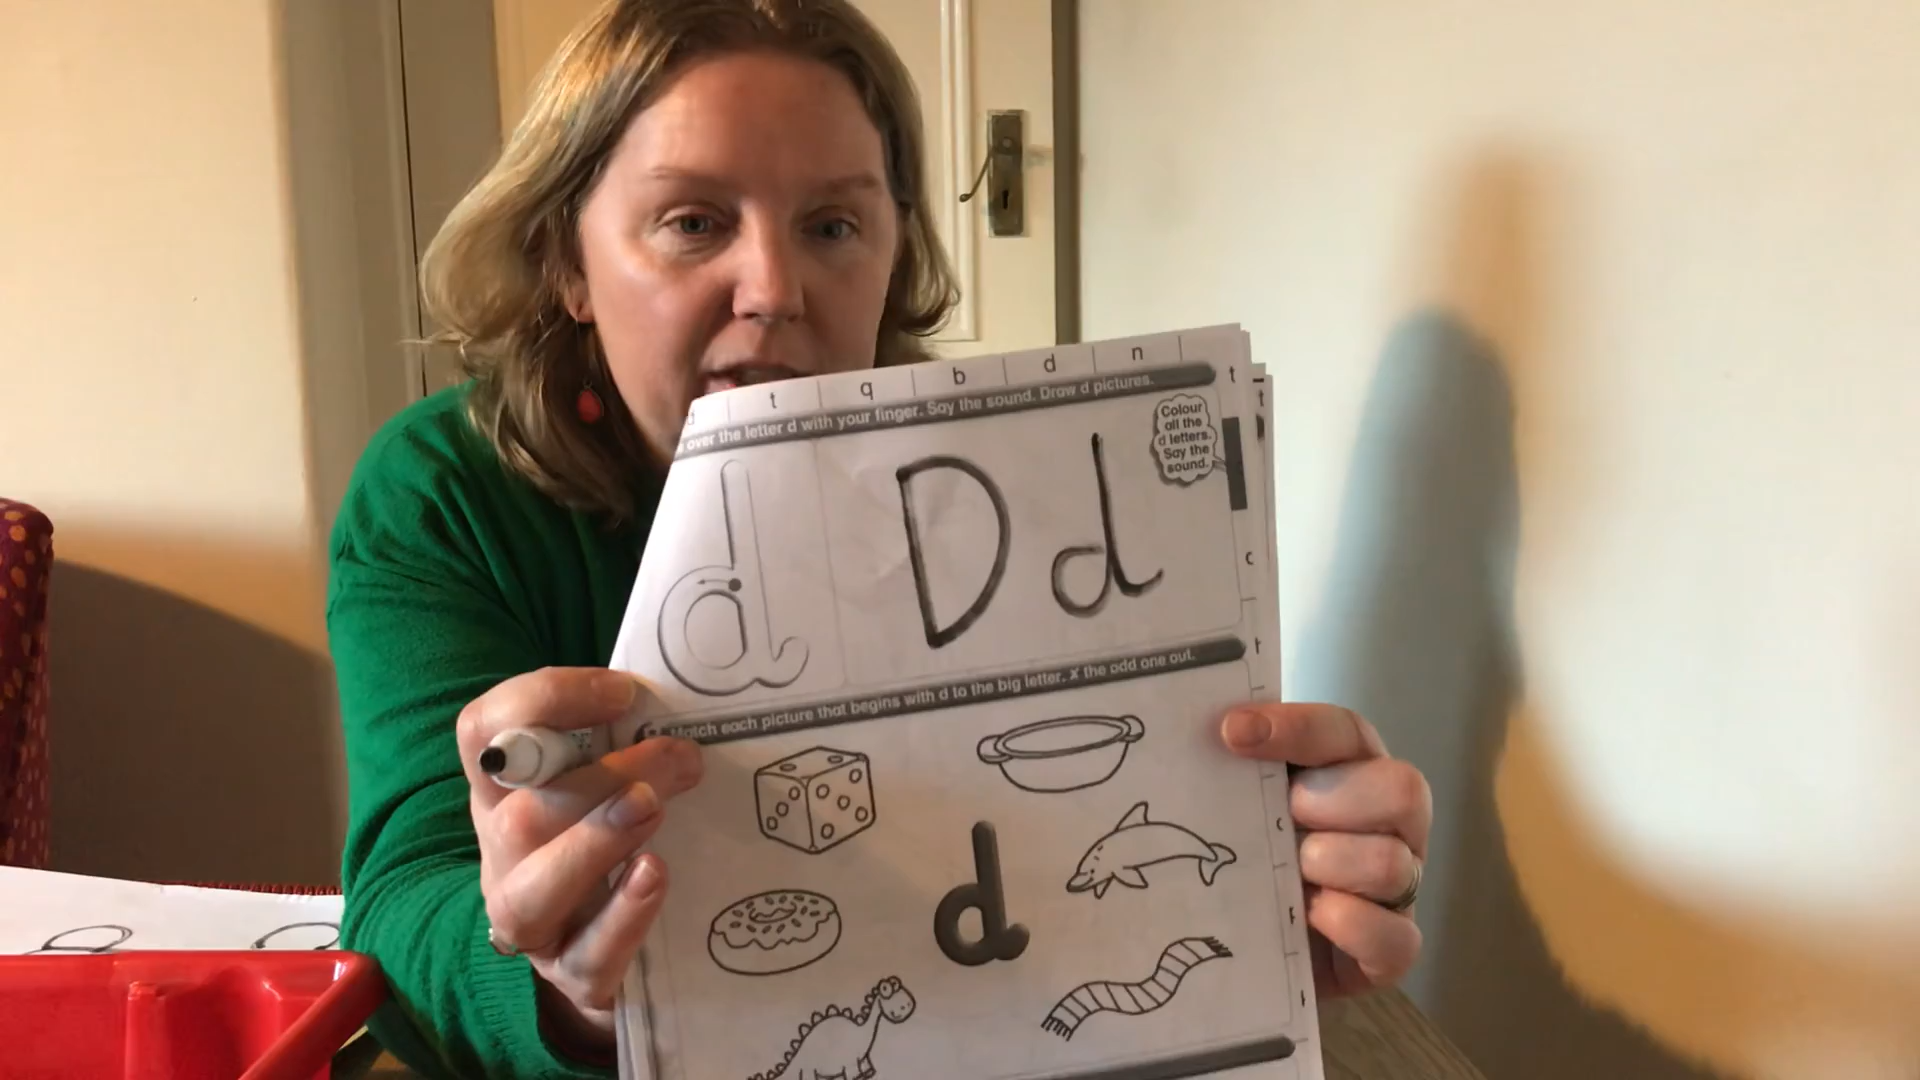 t q b d n
t
over the letter d with your finger. Say the sound. Draw d pictures.
Colour
all the
d letters.
Say the
sound.
d D d
c
t
Match each picture that begins with d to the big letter. x the odd one out.
d
c